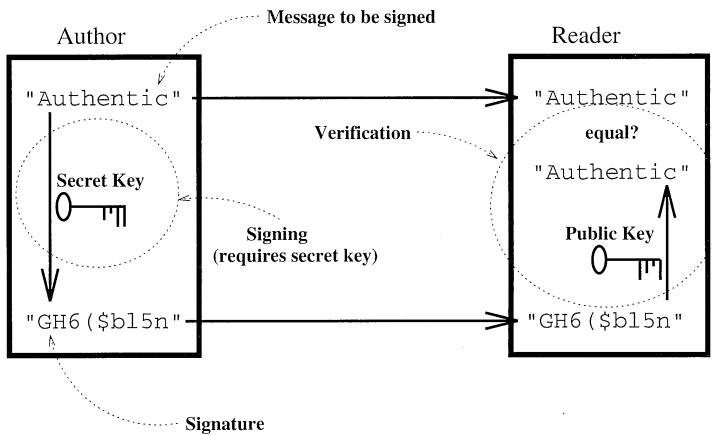 Message to be signed
Author
Reader
"Authentic"
"Authentic"
Verification
equal?
"Authentic"
Secret Key
Signing
(requires secret key)
Public Key
"GH6($bl5n"
"GH6($bl5n"
Signature